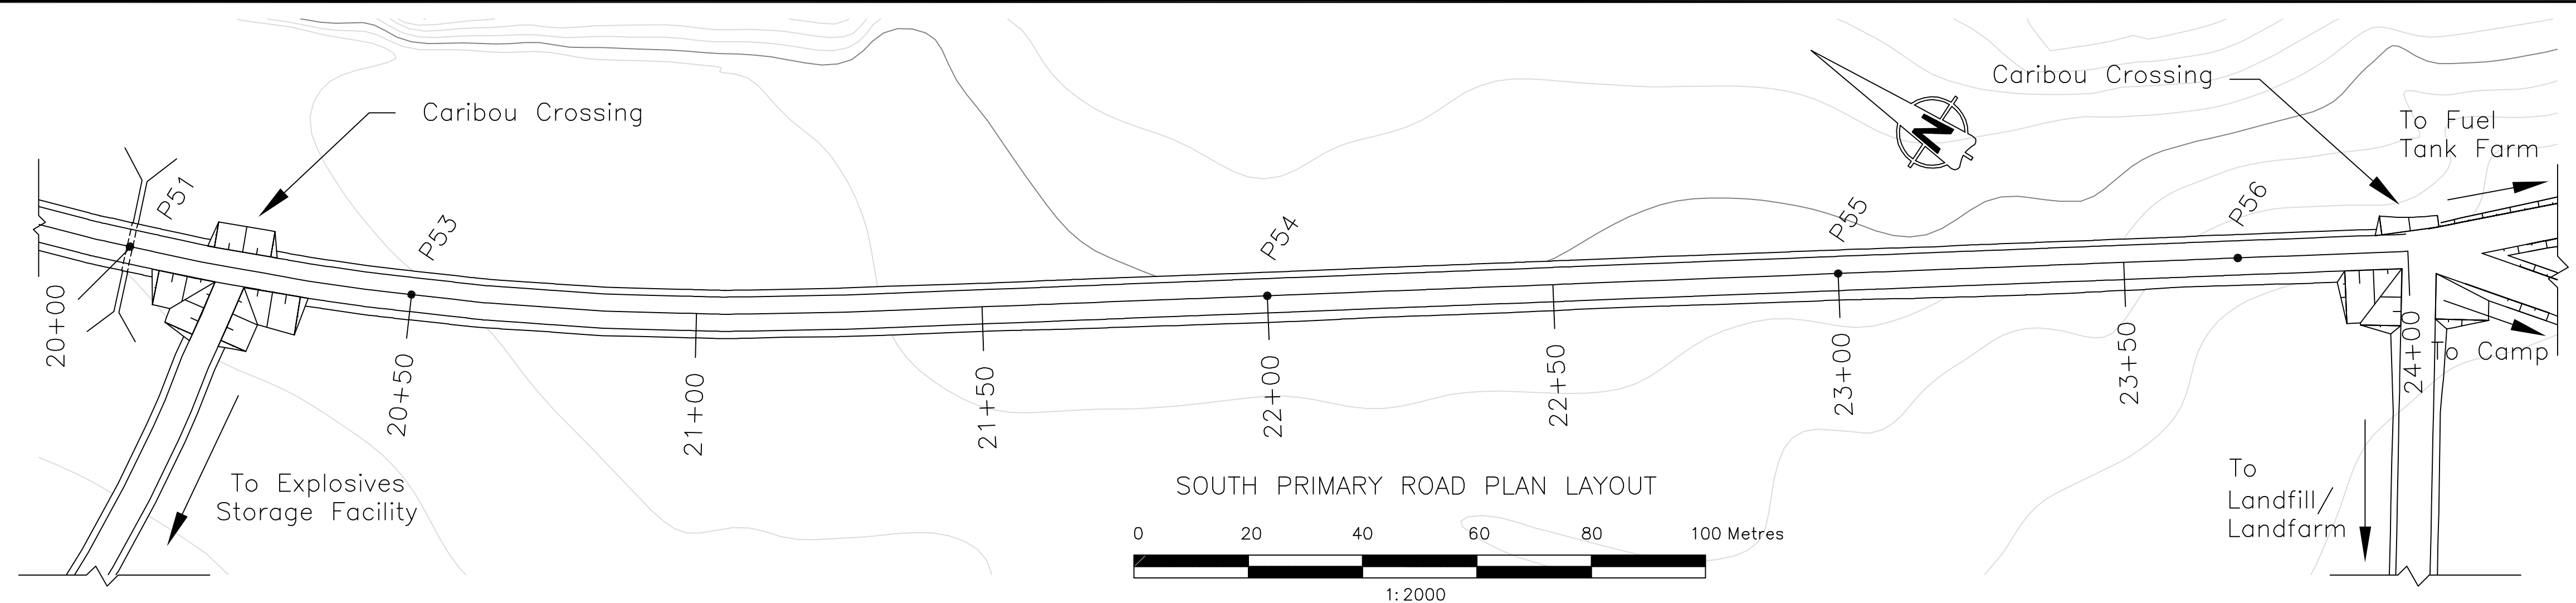 Caribou Crossing
Caribou Crossing
To Fuel
Tank Farm
N
P51
P53
P54
P55
P56
20+00
20+50
21+00
21+50
22+00
22+50
23+00
23+50
24+00
To Camp
To Explosives
Storage Facility
To
Landfill/
Landfarm
SOUTH PRIMARY ROAD PLAN LAYOUT
0 20 40 60 80 100 Metres
1:2000